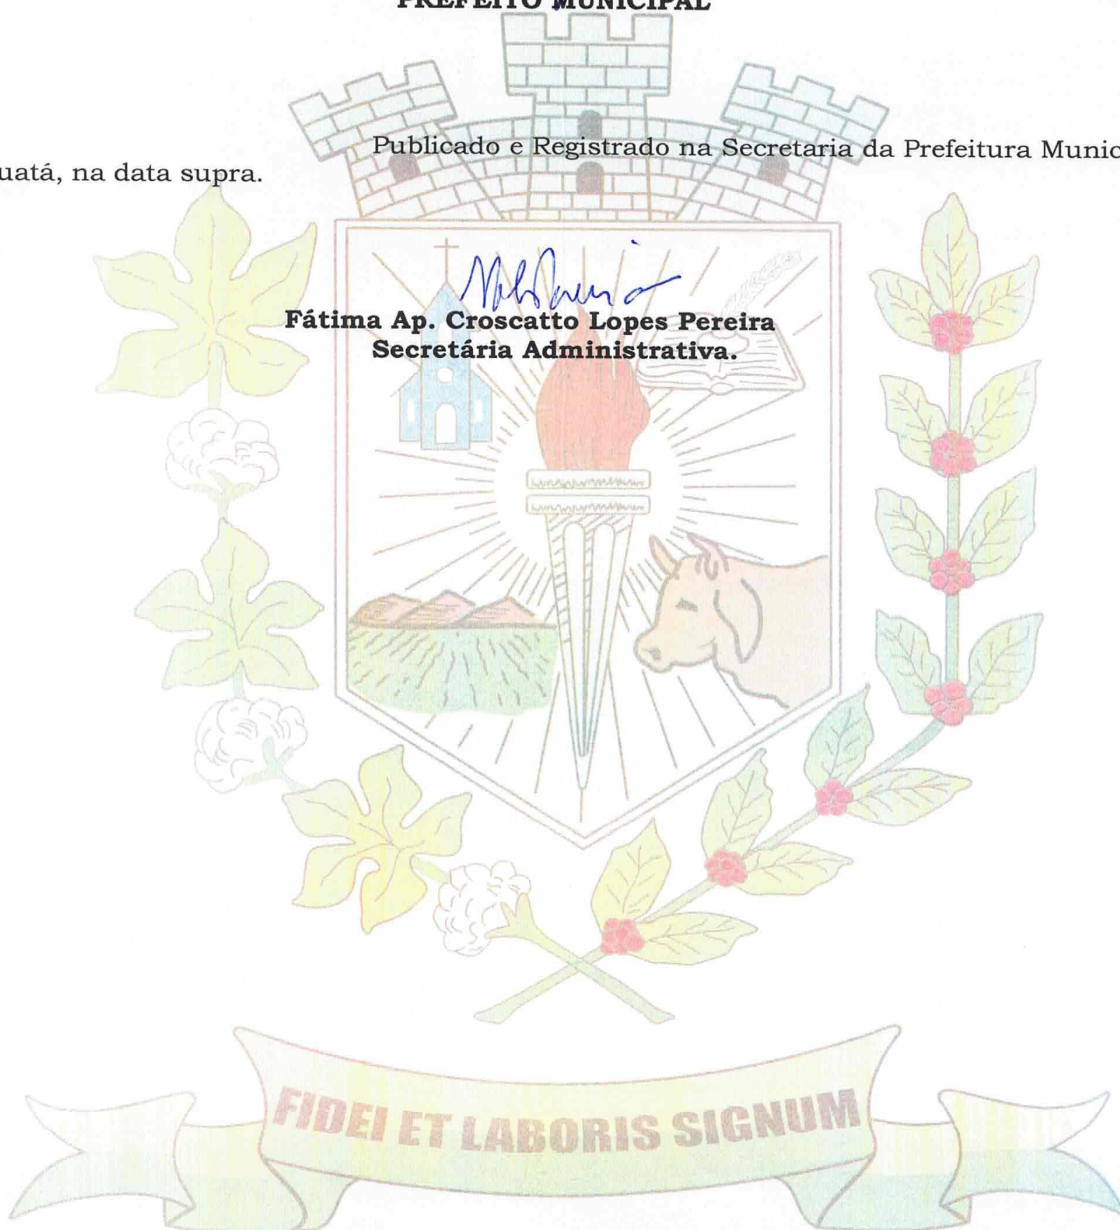 PREFEITO MUNICIPAL
Publicado e Registrado na Secretaria da Prefeitura Munic
uatá, na data supra.
Fátima Ap. Croscatto Lopes Pereira
Secretária Administrativa.
FIDEI ET LABORIS SIGNUM